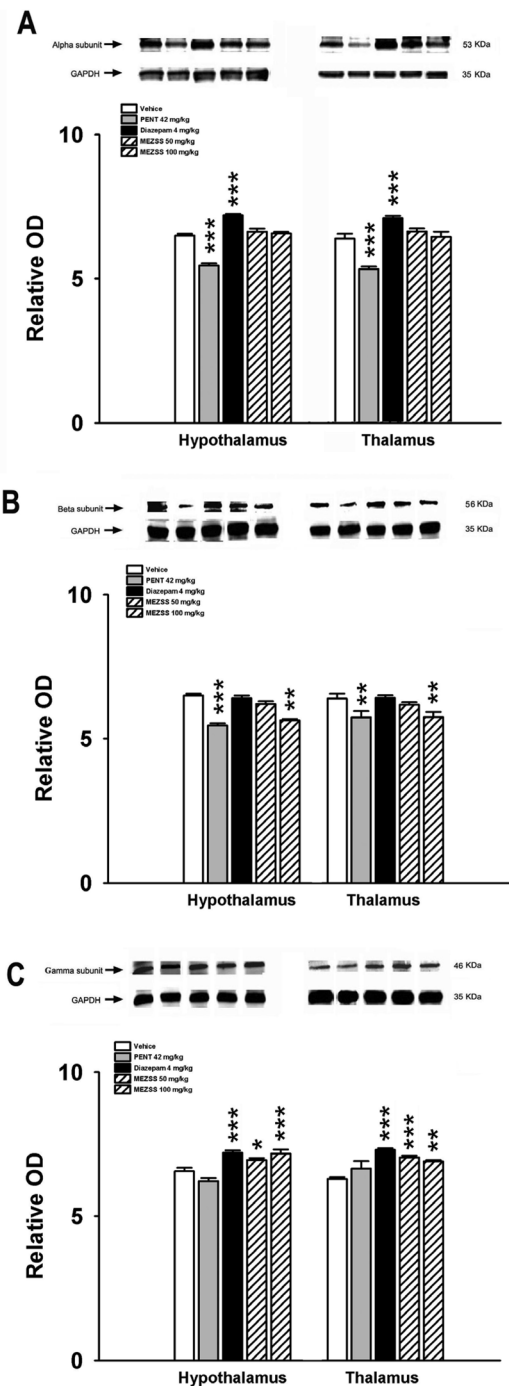 A
Alpha subunit 53 KDa
GAPDH 35 KDa
Vehice
PENT 42 mg/kg
Diazepam 4 mg/kg
MEZSS 50 mg/kg
MEZSS 100 mg/kg
Relative OD
10
5
0
*** *** *** ***
Hypothalamus Thalamus
B
Beta subunit 56 KDa
GAPDH 35 KDa
Vehice
PENT 42 mg/kg
Diazepam 4 mg/kg
MEZSS 50 mg/kg
MEZSS 100 mg/kg
Relative OD
10
5
0
*** ** ** **
Hypothalamus Thalamus
C
Gamma subunit 46 KDa
GAPDH 35 KDa
Vehice
PENT 42 mg/kg
Diazepam 4 mg/kg
MEZSS 50 mg/kg
MEZSS 100 mg/kg
Relative OD
10
5
0
*** * *** *** *** **
Hypothalamus Thalamus